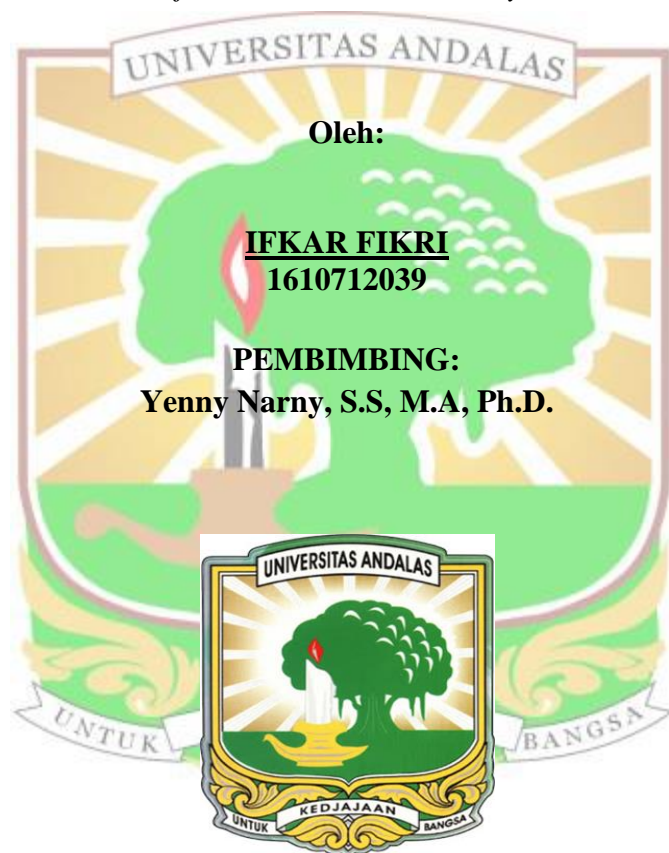 UNIVERSITAS ANDALAS
Oleh:
IFKAR FIKRI
1610712039
PEMBIMBING:
Yenny Narny, S.S, M.A, Ph.D.
UNIVERSITAS ANDALAS
UNTUK
BANGSA
UNTUK KEDJAJAAN BANGSA